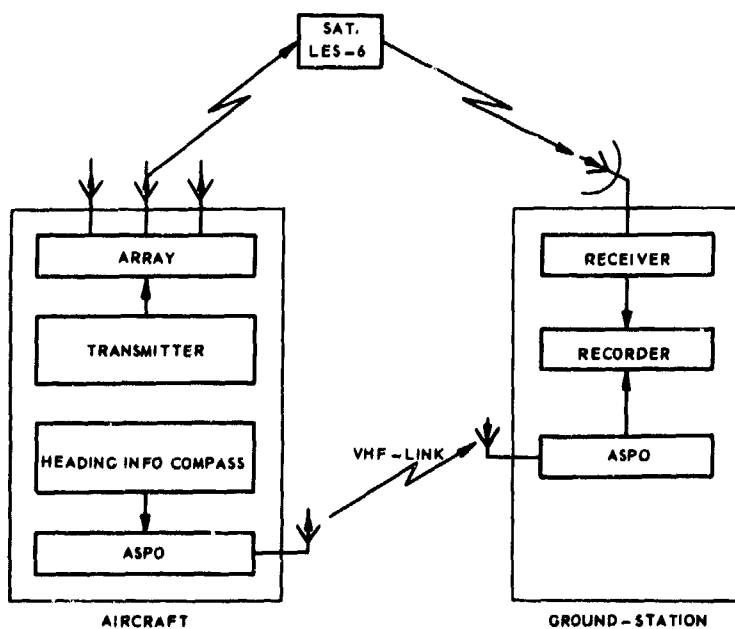 SAT.
LES-6
ARRAY
TRANSMITTER
HEADING INFO COMPASS
ASPO
AIRCRAFT
VHF-LINK
RECEIVER
RECORDER
ASPO
GROUND-STATION